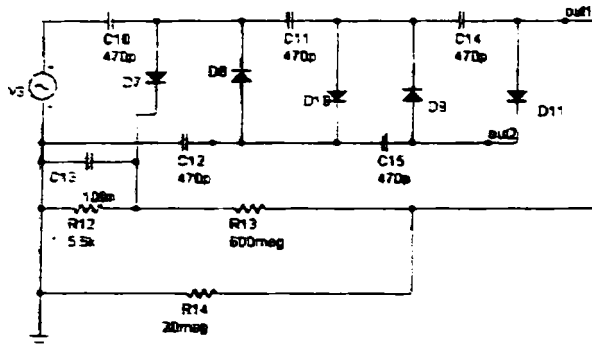 out1
C10
470p
C11
470p
C14
470p
D7
D8
V3
D10
D9
D11
out2
C12
470p
C15
470p
C13
R12
5.5k
R13
600meg
R14
20meg